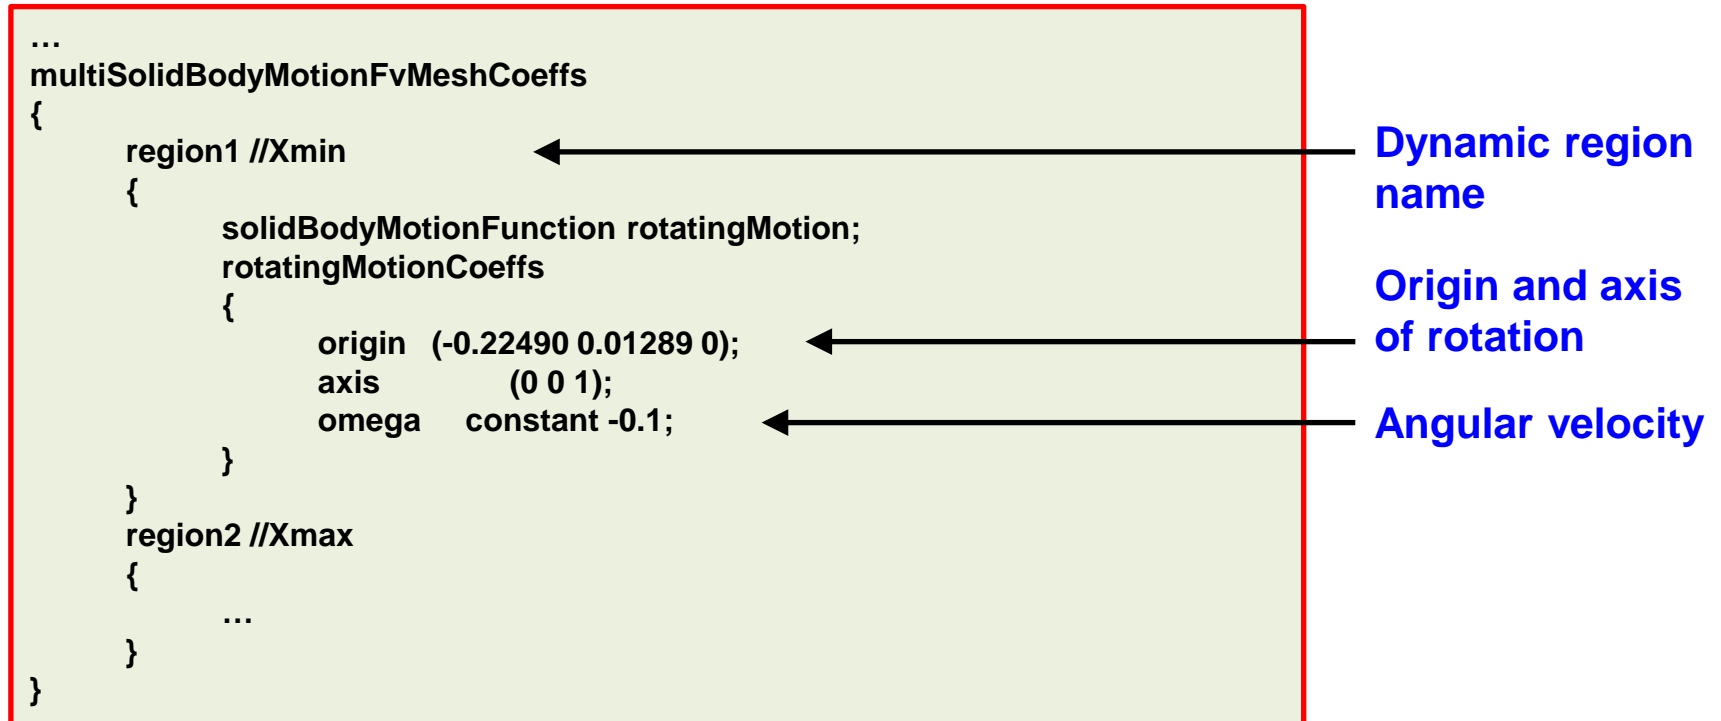 …
multiSolidBodyMotionFvMeshCoeffs
{
region1 //Xmin
{
solidBodyMotionFunction rotatingMotion;
rotatingMotionCoeffs
{
origin (-0.22490 0.01289 0);
axis (0 0 1);
omega constant -0.1;
}
}
region2 //Xmax
{
…
}
}
Dynamic region
name
Origin and axis
of rotation
Angular velocity